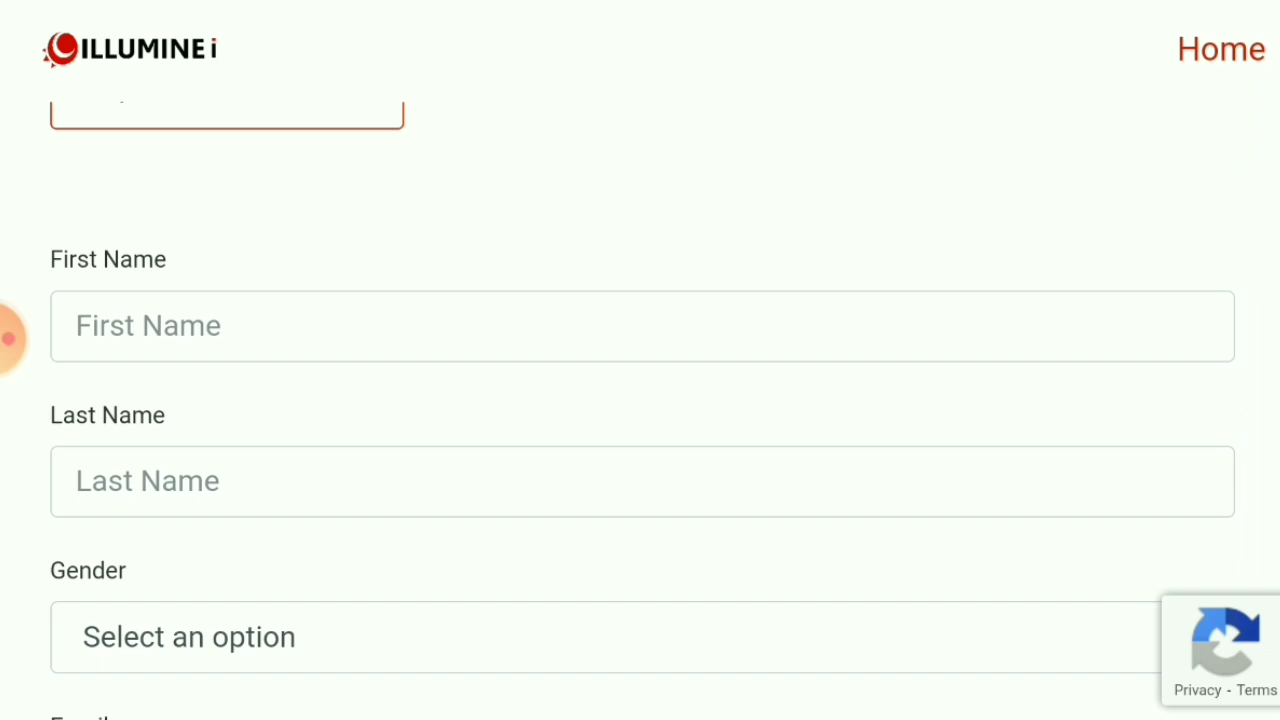 ILLUMINE i
Home
First Name
First Name
Last Name
Last Name
Gender
Select an option
Privacy - Terms